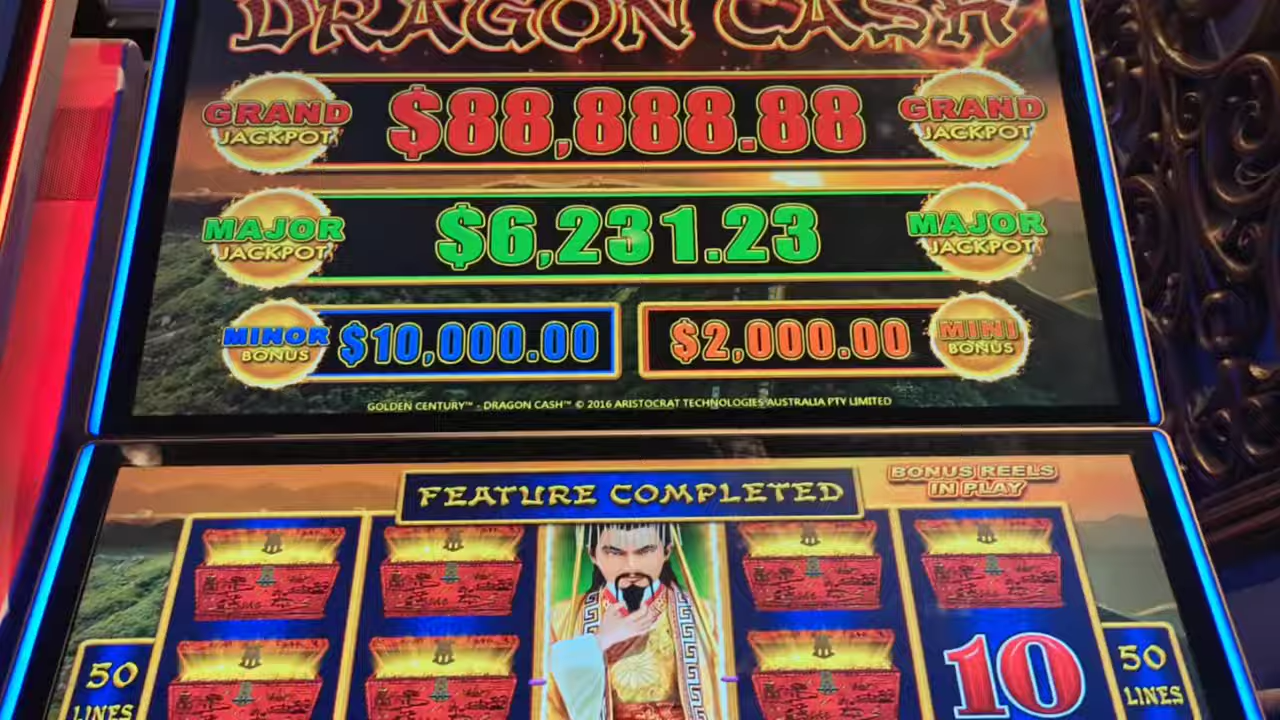 DRAGON CASH
GRAND JACKPOT $88,888.88 GRAND JACKPOT
MAJOR JACKPOT $6,231.23 MAJOR JACKPOT
MINOR BONUS $10,000.00 $2,000.00 MINI BONUS
GOLDEN CENTURY™ - DRAGON CASH™ © 2016 ARISTOCRAT TECHNOLOGIES AUSTRALIA PTY LIMITED
FEATURE COMPLETED
BONUS REELS
IN PLAY
10
50
LINES
50
LINES